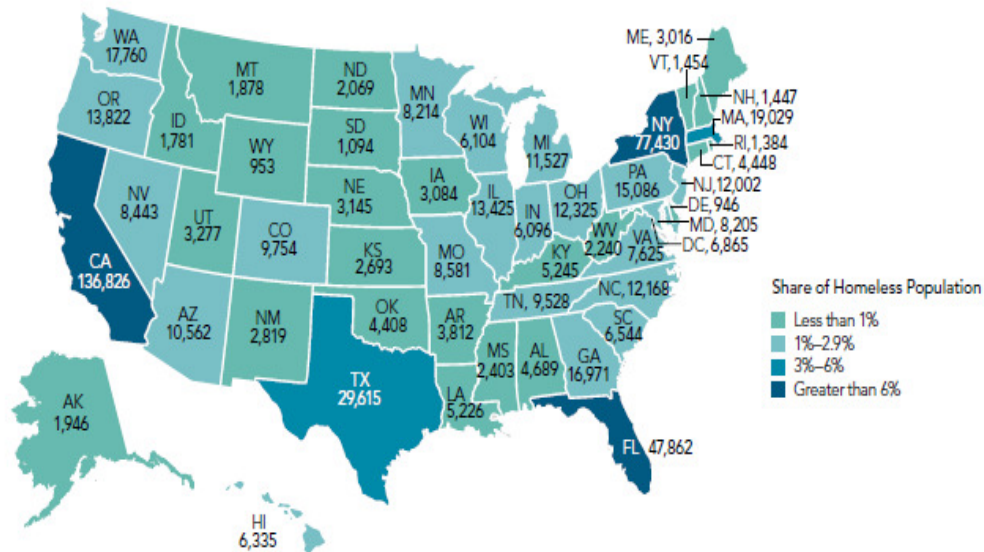 WA
17,760
OR
13,822
CA
136,826
NV
8,443
ID
1,781
MT
1,878
WY
953
UT
3,277
AZ
10,562
CO
9,754
NM
2,819
ND
2,069
SD
1,094
NE
3,145
KS
2,693
OK
4,408
TX
29,615
MN
8,214
IA
3,084
MO
8,581
AR
3,812
LA
5,226
WI
6,104
IL
13,425
MI
11,527
IN
6,096
OH
12,325
KY
5,245
TN, 9,528
MS
2,403
AL
4,689
GA
16,971
FL 47,862
SC
6,544
NC, 12,168
VA
7,625
WV
2,240
PA
15,086
NY
77,430
ME, 3,016
VT, 1,454
NH, 1,447
MA, 19,029
RI, 1,384
CT, 4,448
NJ, 12,002
DE, 946
MD, 8,205
DC, 6,865
AK
1,946
HI
6,335
Share of Homeless Population
Less than 1%
1%–2.9%
3%–6%
Greater than 6%